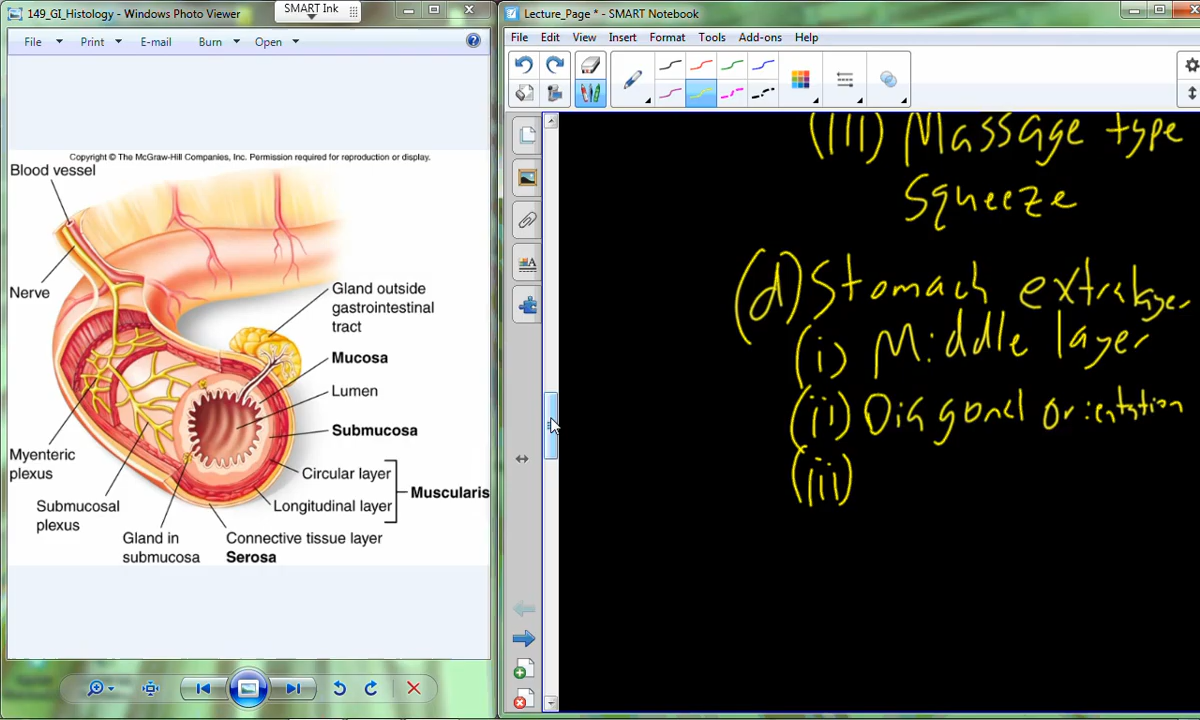 149_GI_Histology - Windows Photo Viewer
SMART Ink
File Print E-mail Burn Open
Copyright © The McGraw-Hill Companies, Inc. Permission required for reproduction or display.
Blood vessel
Nerve
Gland outside
gastrointestinal
tract
Mucosa
Lumen
Submucosa
Circular layer
Muscularis
Longitudinal layer
Myenteric
plexus
Submucosal
plexus
Gland in
submucosa
Connective tissue layer
Serosa
Lecture_Page * - SMART Notebook
File Edit View Insert Format Tools Add-ons Help
(iii) Massage type
Squeeze
(d) Stomach extra layer
(i) Middle layer
(ii) Diagonal orientation
(iii)